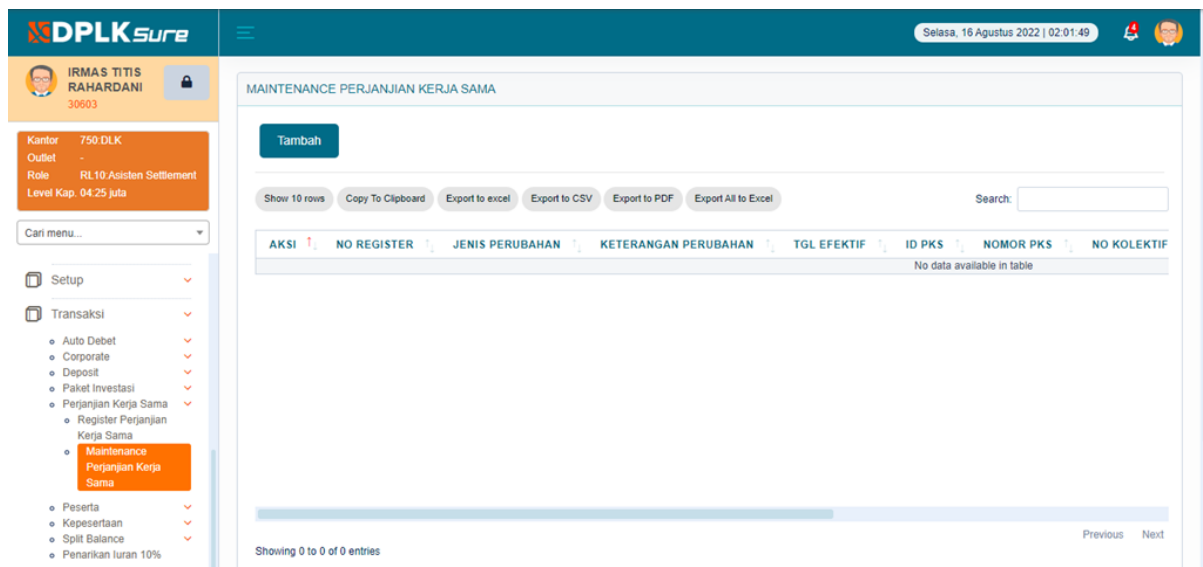 DPLKsure
Selasa, 16 Agustus 2022 | 02:01:49
4
IRMAS TITIS
RAHARDANI
30603
Kantor 750:DLK
Outlet -
Role RL10:Asisten Settlement
Level Kap. 04:25 juta
Cari menu...
Setup
Transaksi
Auto Debet
Corporate
Deposit
Paket Investasi
Perjanjian Kerja Sama
Register Perjanjian
Kerja Sama
Maintenance
Perjanjian Kerja
Sama
Peserta
Kepesertaan
Split Balance
Penarikan Iuran 10%
MAINTENANCE PERJANJIAN KERJA SAMA
Tambah
Show 10 rows Copy To Clipboard Export to excel Export to CSV Export to PDF Export All to Excel Search:
AKSI NO REGISTER JENIS PERUBAHAN KETERANGAN PERUBAHAN TGL EFEKTIF ID PKS NOMOR PKS NO KOLEKTIF
No data available in table
Previous Next
Showing 0 to 0 of 0 entries